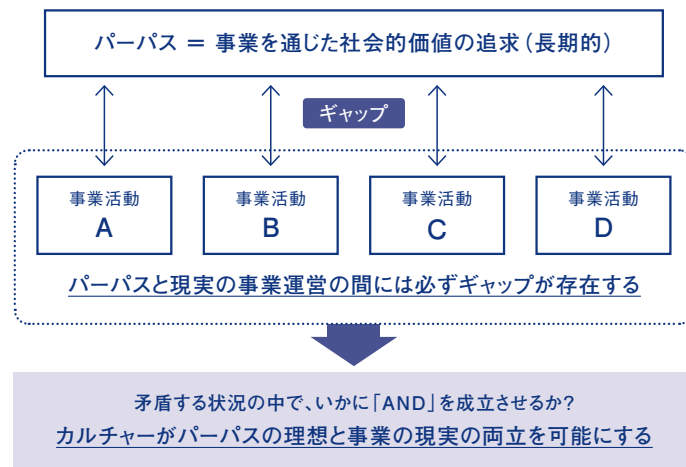 パーパス = 事業を通じた社会的価値の追求(長期的)
ギャップ
事業活動
A
事業活動
B
事業活動
C
事業活動
D
パーパスと現実の事業運営の間には必ずギャップが存在する
矛盾する状況の中で、いかに「AND」を成立させるか?
カルチャーがパーパスの理想と事業の現実の両立を可能にする